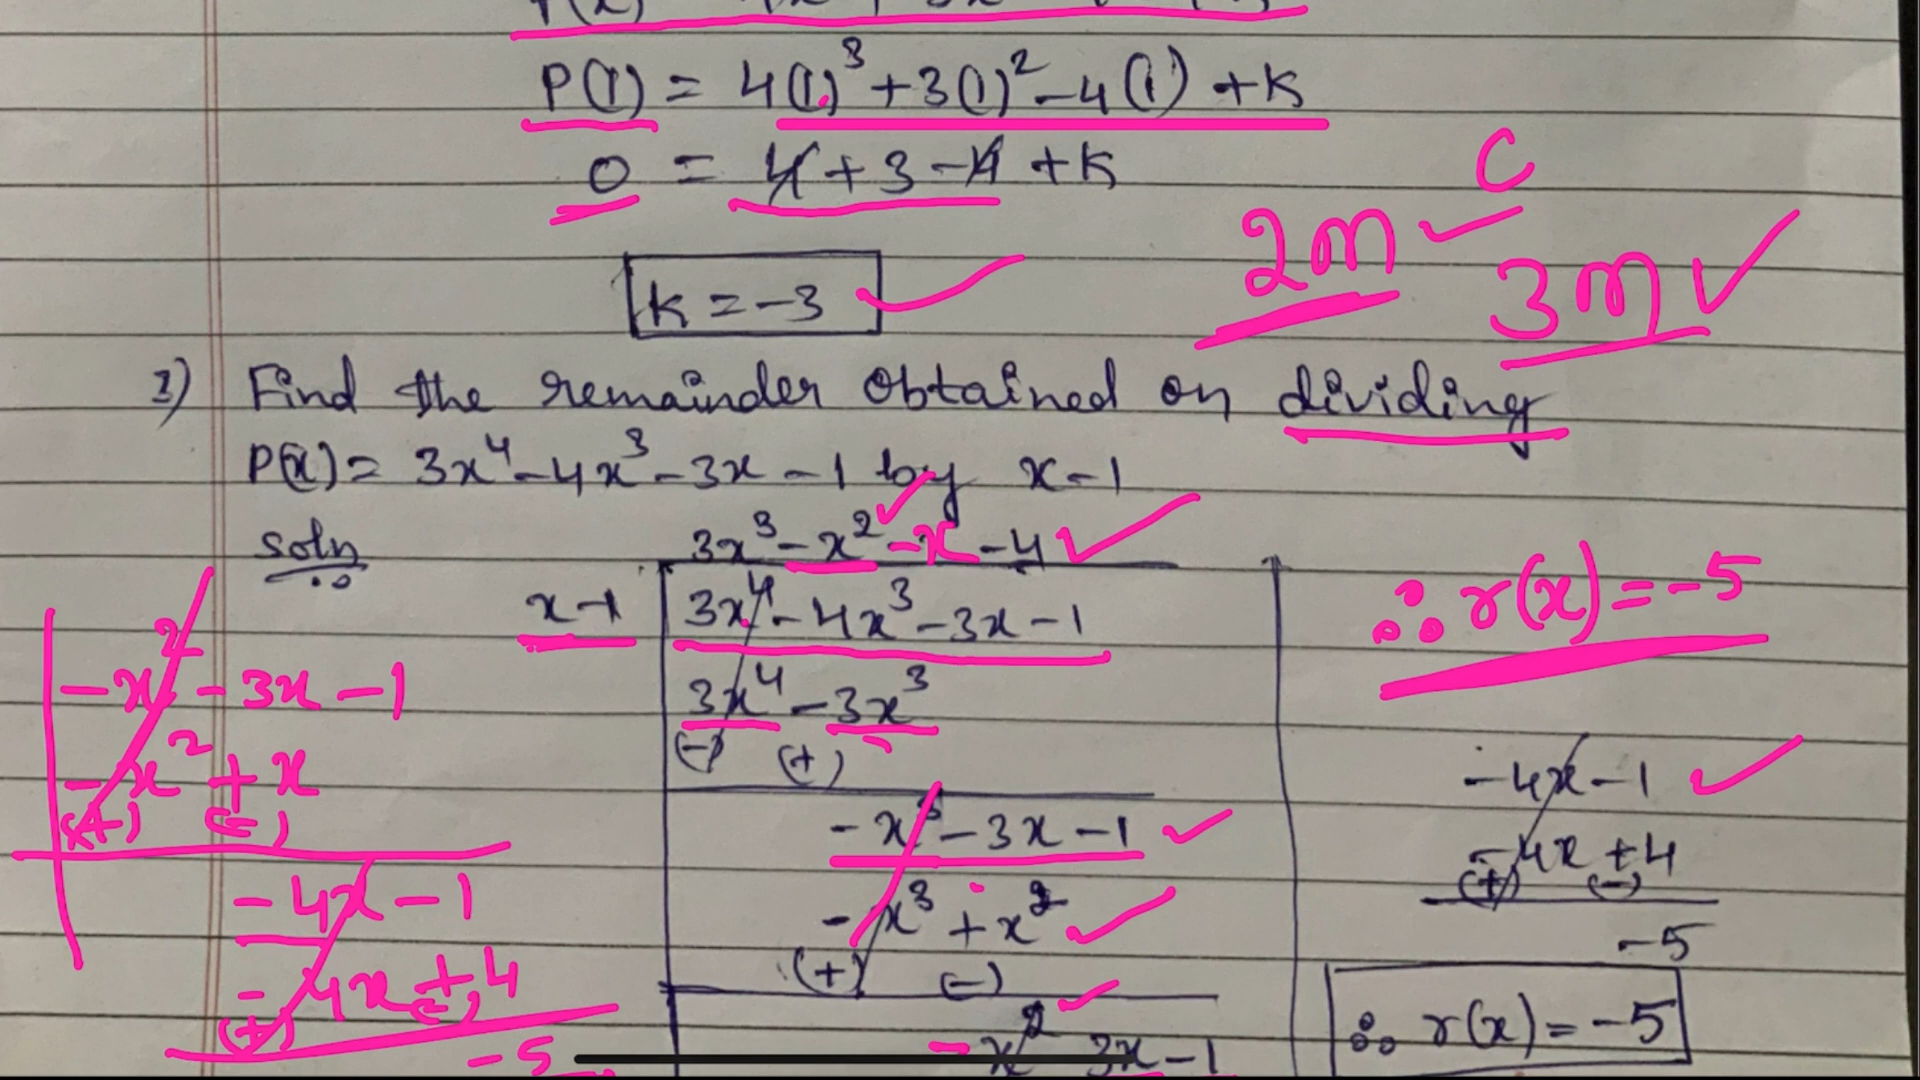 P(1) = 4(1)³ + 3(1)² - 4(1) + k
0 = 4 + 3 - 4 + k
C
2m
3m
k = -3
3) Find the remainder obtained on dividing
P(x) = 3x⁴ - 4x³ - 3x - 1 by x - 1
soln
3x³ - x² - x - 4
x - 1
3x⁴ - 4x³ - 3x - 1
3x⁴ - 3x³
(-) (+)
- x³ - 3x - 1
- x³ + x²
(+) (-)
- x² - 3x - 1
- x² - 3x - 1
- x² + x
(+) (-)
- 4x - 1
- 4x + 4
(+) (-)
- 5
∴ r(x) = -5
- 4x - 1
- 4x + 4
(+) (-)
- 5
∴ r(x) = -5